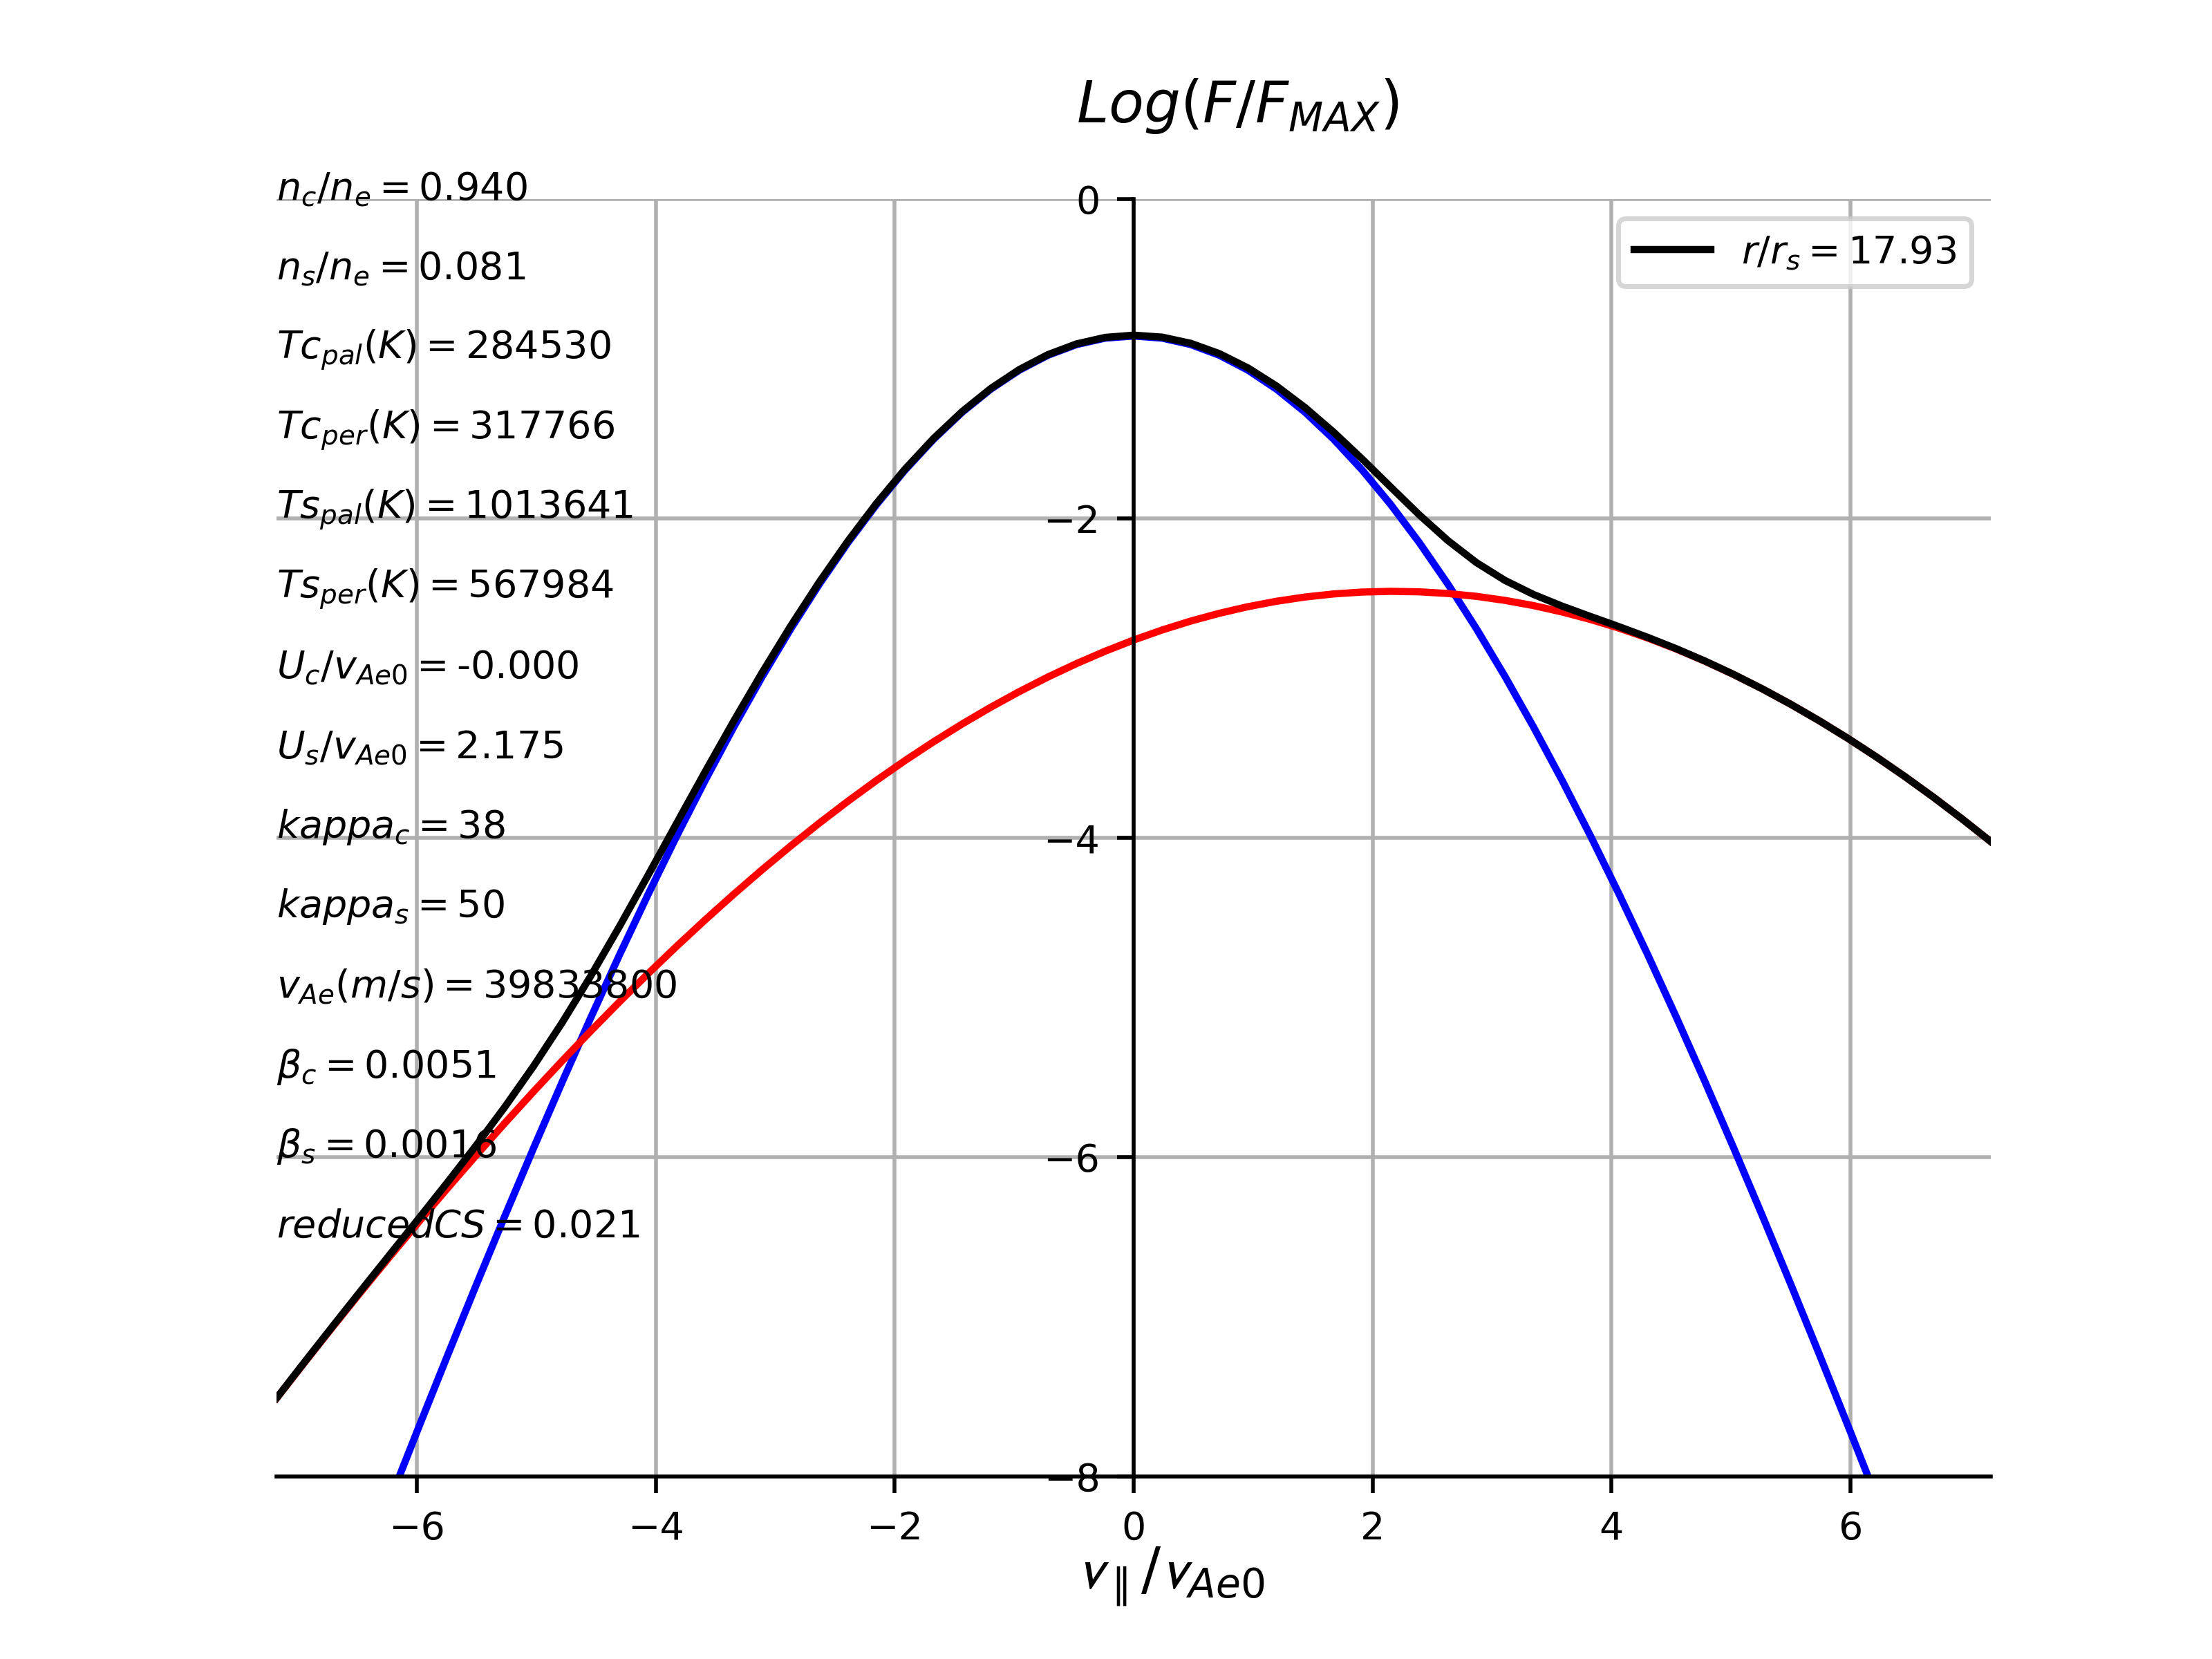 Log(F/F_MAX)
n_c/n_e = 0.940
n_s/n_e = 0.081
Tc_pal(K) = 284530
Tc_per(K) = 317766
Ts_pal(K) = 1013641
Ts_per(K) = 567984
U_c/v_Ae0 = -0.000
U_s/v_Ae0 = 2.175
kappa_c = 38
kappa_s = 50
v_Ae(m/s) = 39833800
β_c = 0.0051
β_s = 0.0016
reducedCS = 0.021
0
−2
−4
−6
−8
r/r_s = 17.93
−6 −4 −2 0 2 4 6
v_∥/v_Ae0